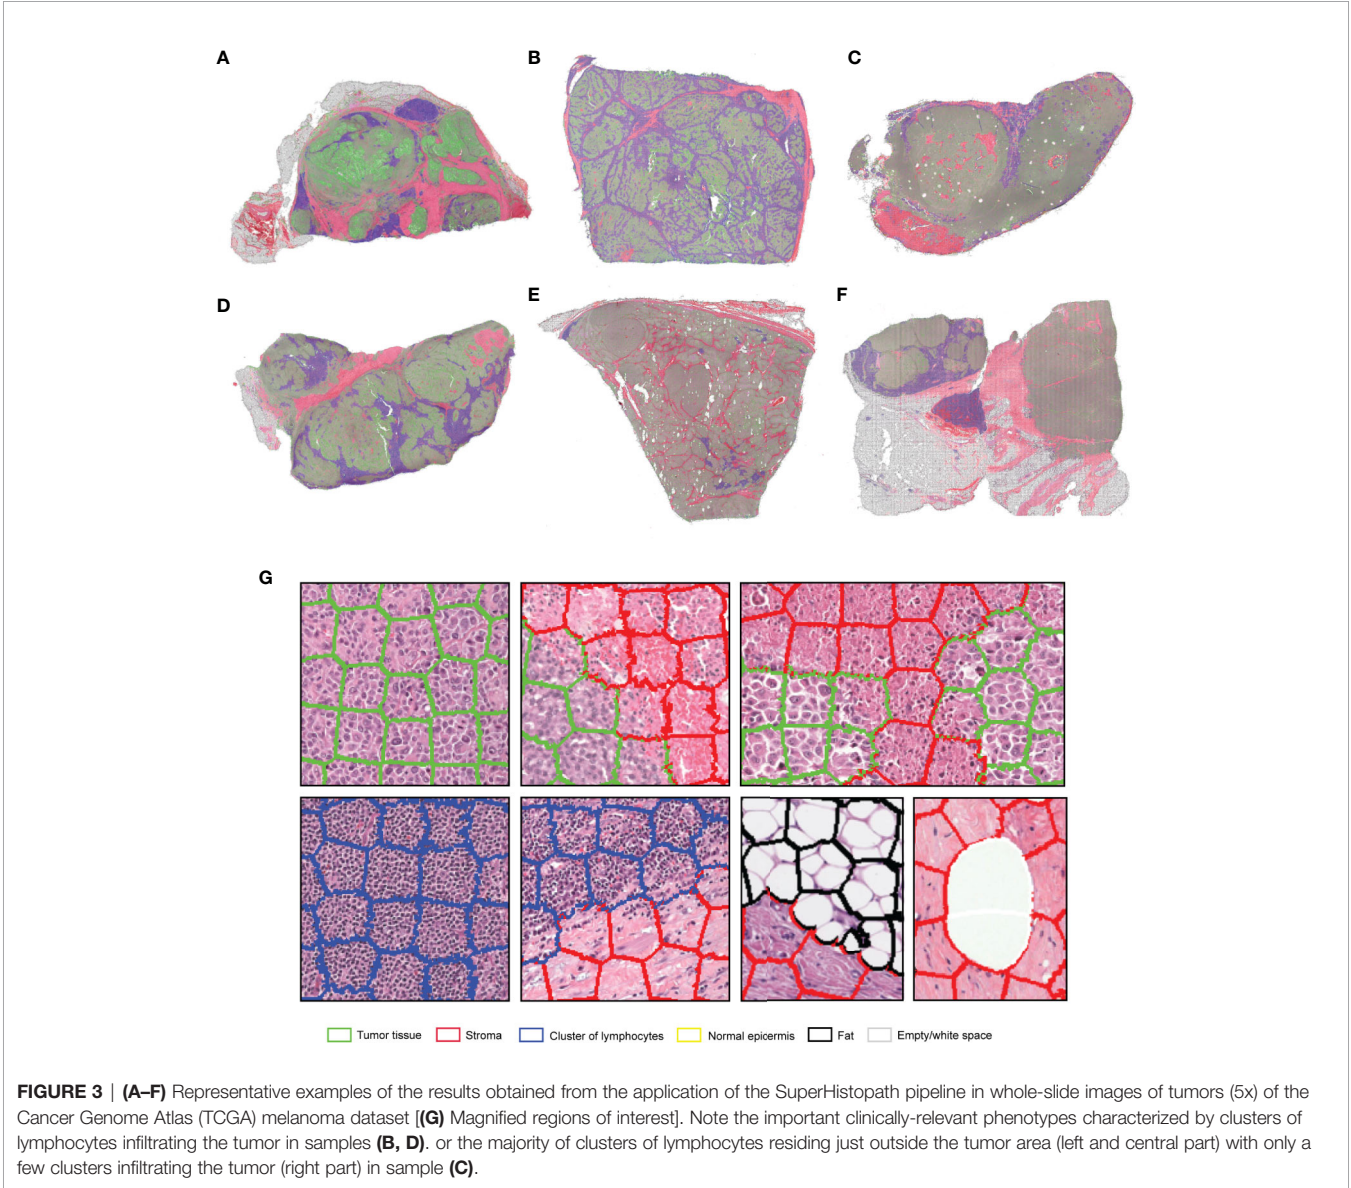 A
B
C
D
E
F
G
Tumor tissue
Stroma
Cluster of lymphocytes
Normal epicermis
Fat
Empty/white space
FIGURE 3 | (A–F) Representative examples of the results obtained from the application of the SuperHistopath pipeline in whole-slide images of tumors (5x) of the
Cancer Genome Atlas (TCGA) melanoma dataset [(G) Magnified regions of interest]. Note the important clinically-relevant phenotypes characterized by clusters of
lymphocytes infiltrating the tumor in samples (B, D). or the majority of clusters of lymphocytes residing just outside the tumor area (left and central part) with only a
few clusters infiltrating the tumor (right part) in sample (C).